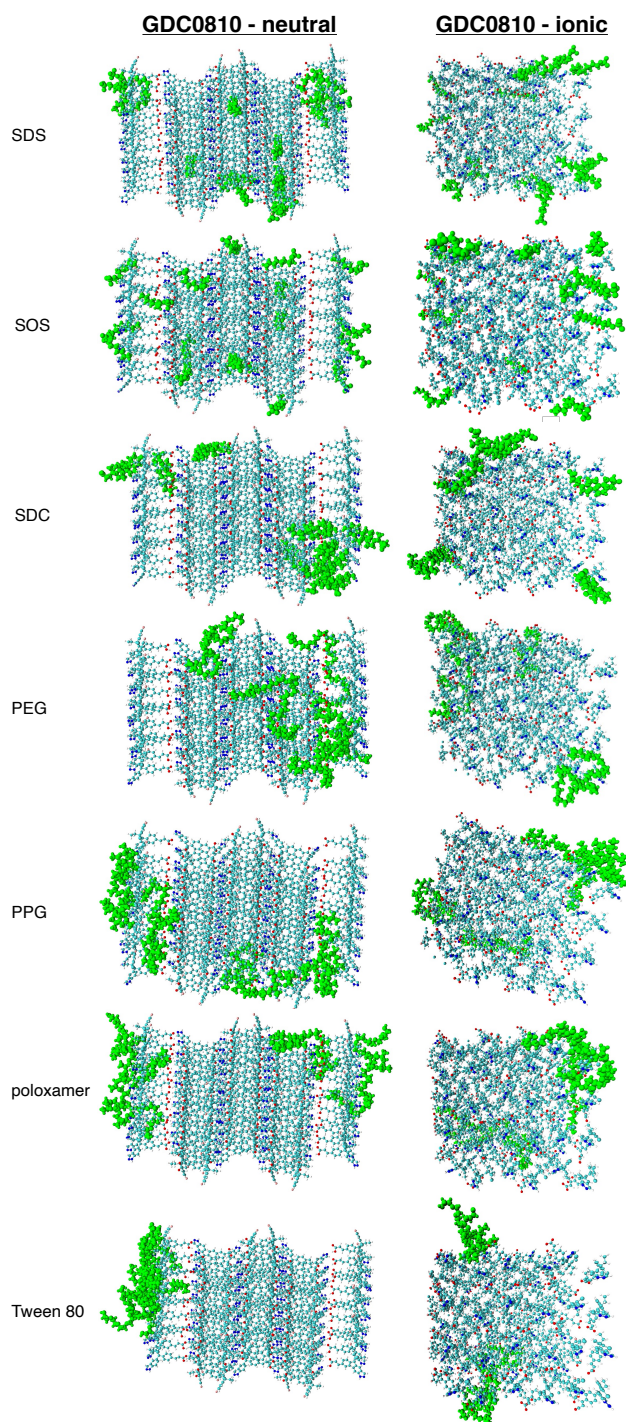 GDC0810 - neutral
GDC0810 - ionic
SDS
SOS
SDC
PEG
PPG
poloxamer
Tween 80